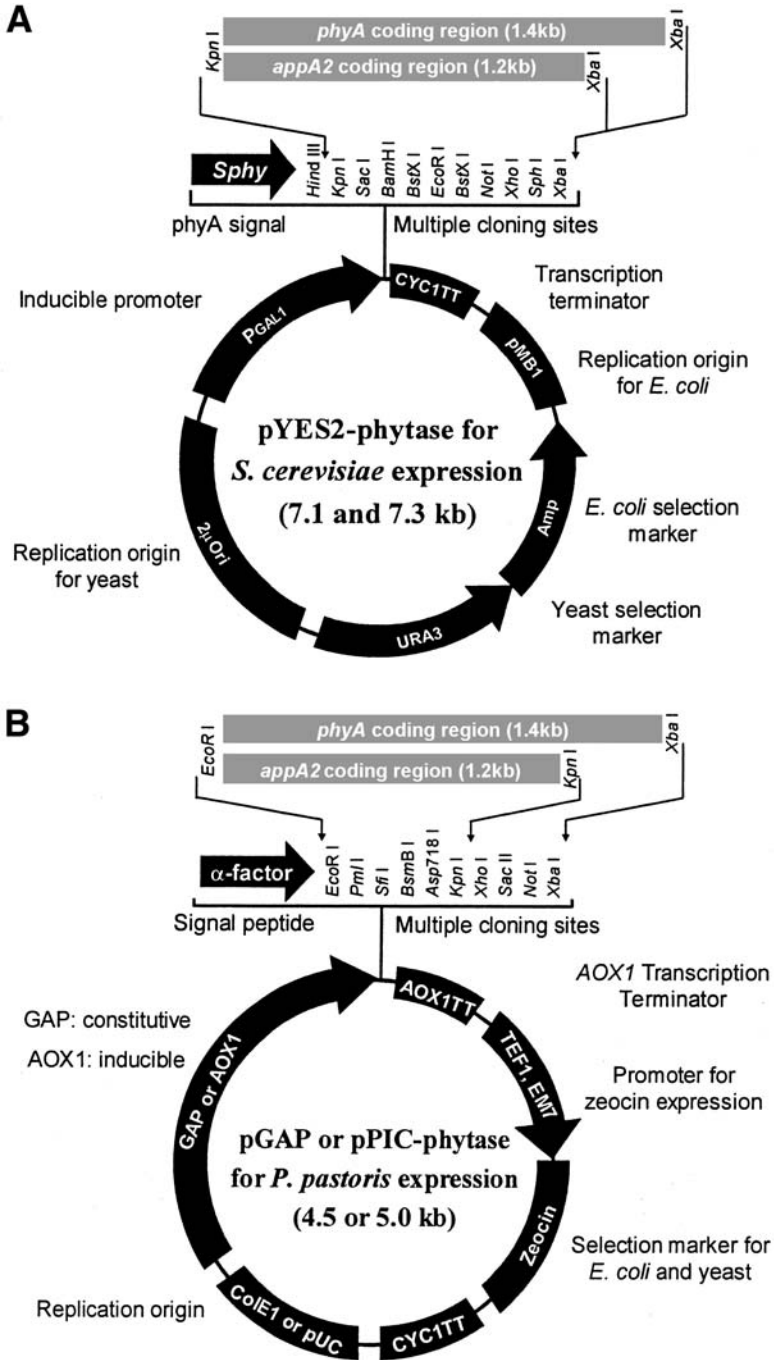 A
phyA coding region (1.4kb)
appA2 coding region (1.2kb)
Kpn I
Xba I
Xba I
Sphy
Hind III
Kpn I
Sac I
BamH I
BstX I
EcoR I
BstX I
Not I
Xho I
Sph I
Xba I
phyA signal
Multiple cloning sites
Inducible promoter
PGAL1
CYC1TT
Transcription
terminator
pMB1
Replication origin
for E. coli
pYES2-phytase for
S. cerevisiae expression
(7.1 and 7.3 kb)
Amp
E. coli selection
marker
2μ Ori
Replication origin
for yeast
URA3
Yeast selection
marker
B
phyA coding region (1.4kb)
appA2 coding region (1.2kb)
EcoR I
Kpn I
Xba I
α-factor
EcoR I
Pml I
Sfi I
BsmB I
Asp718 I
Kpn I
Xho I
Sac II
Not I
Xba I
Signal peptide
Multiple cloning sites
GAP: constitutive
AOX1: inducible
GAP or AOX1
AOX1TT
AOX1 Transcription
Terminator
TEF1, EM7
Promoter for
zeocin expression
pGAP or pPIC-phytase
for P. pastoris expression
(4.5 or 5.0 kb)
Zeocin
Selection marker for
E. coli and yeast
Replication origin
ColE1 or pUC
CYC1TT